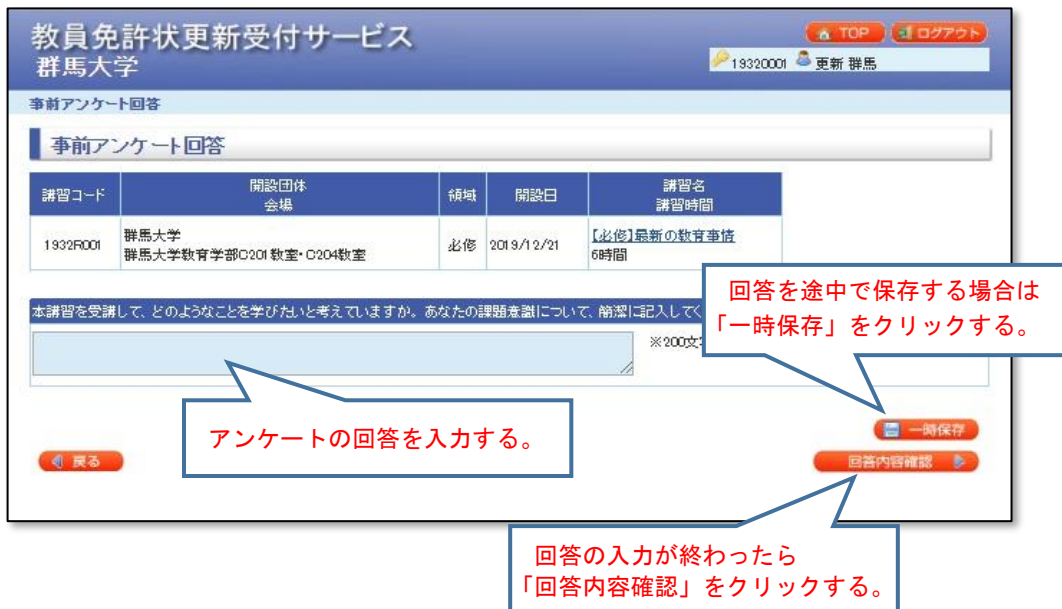 教員免許状更新受付サービス
群馬大学
TOP ログアウト
19320001 更新 群馬
事前アンケート回答
事前アンケート回答
講習コード 開設団体 会場 領域 開設日 講習名 講習時間
1932R001 群馬大学 必修 2019/12/21 【必修】最新の教育事情
群馬大学教育学部C201教室・C204教室 6時間
回答を途中で保存する場合は
「一時保存」をクリックする。
本講習を受講して、どのようなことを学びたいと考えていますか。あなたの課題意識について、簡潔に記入してく
※200文
アンケートの回答を入力する。
一時保存
戻る 回答内容確認
回答の入力が終わったら
「回答内容確認」をクリックする。